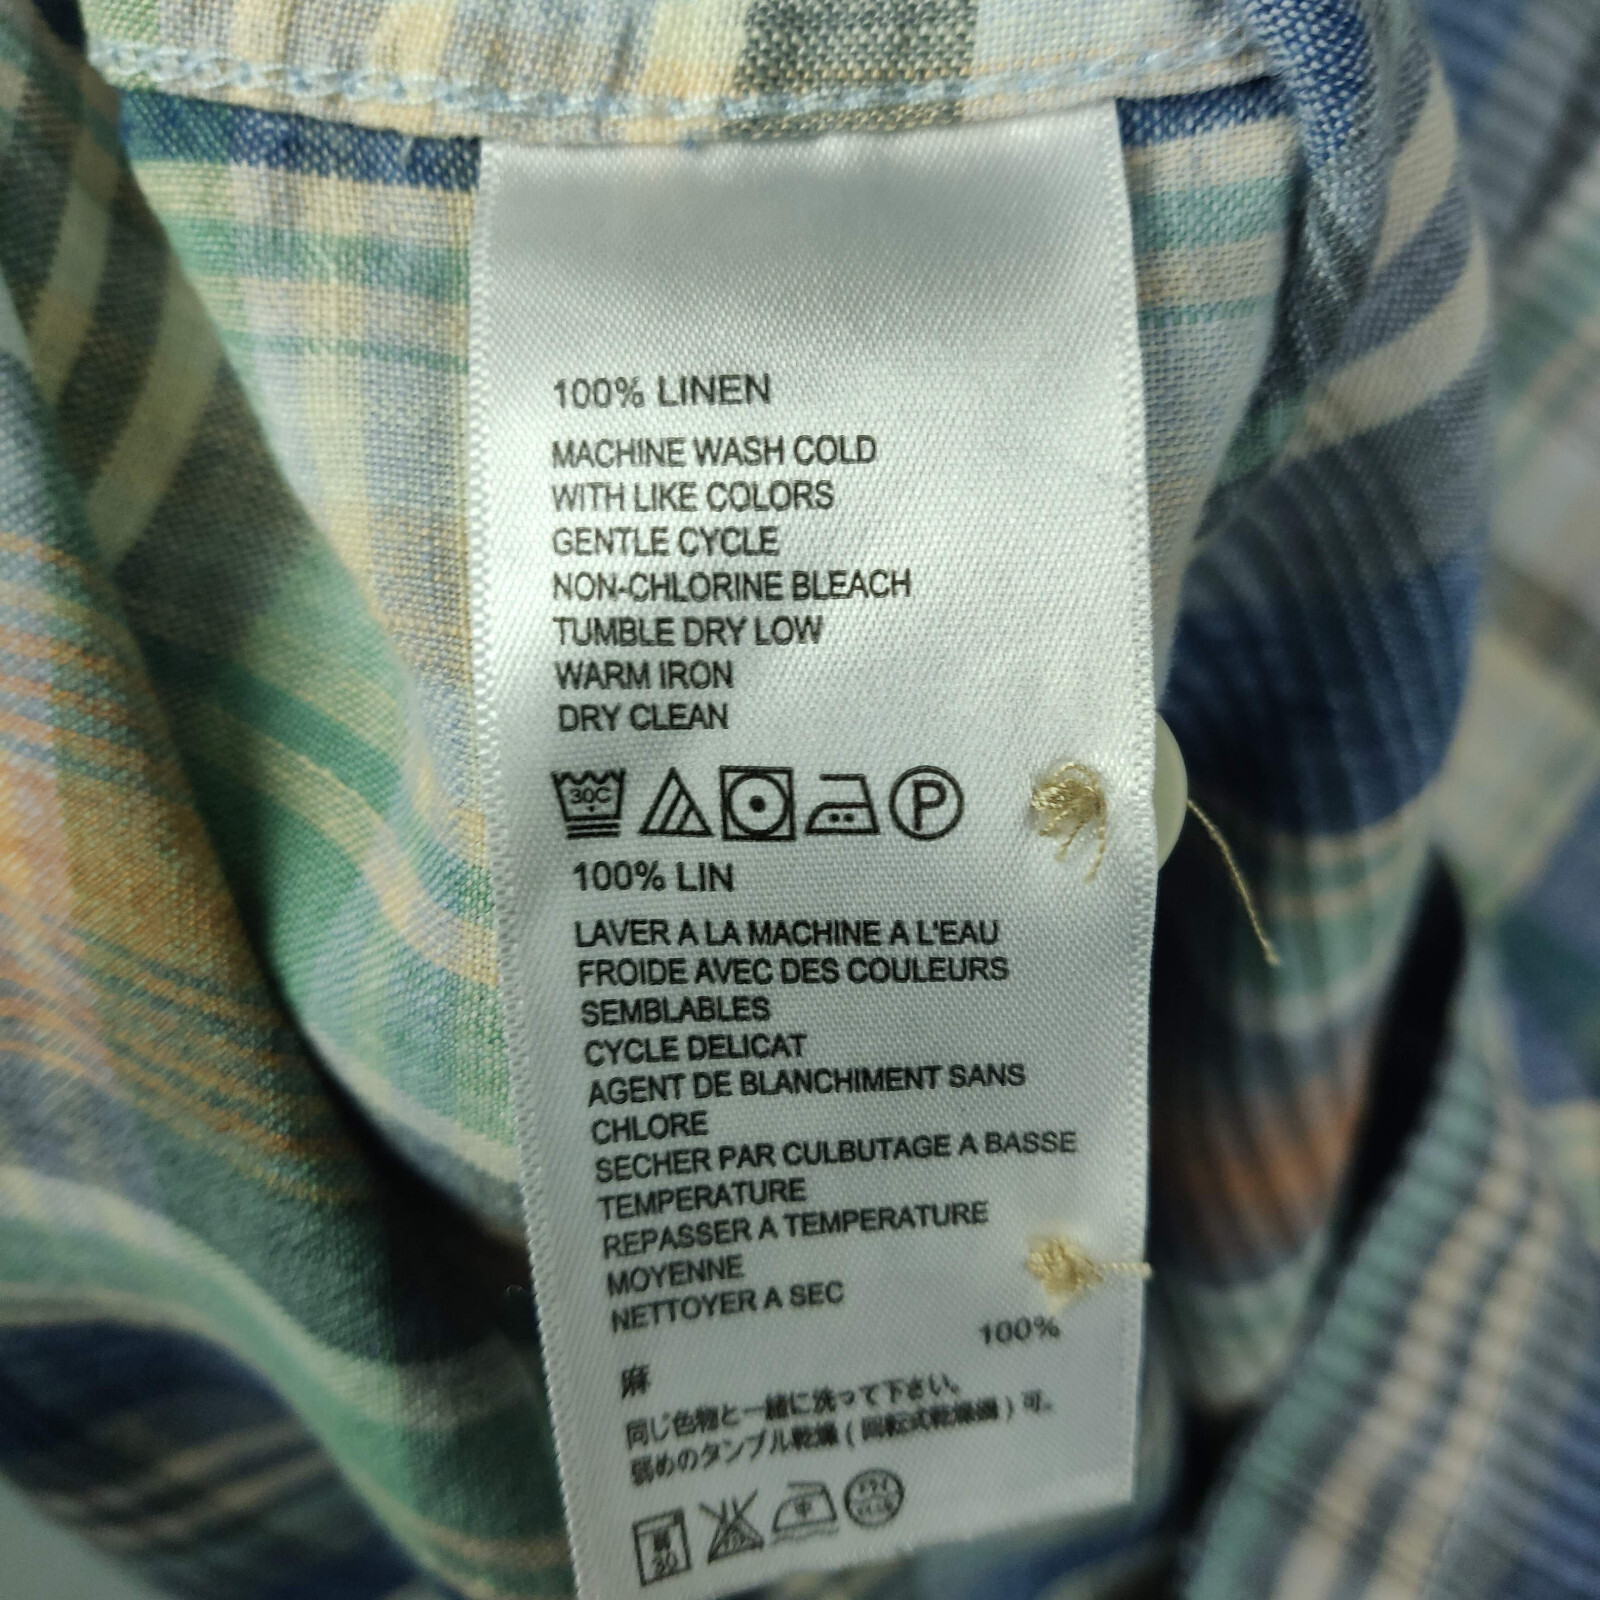 100% LINEN
MACHINE WASH COLD
WITH LIKE COLORS
GENTLE CYCLE
NON-CHLORINE BLEACH
TUMBLE DRY LOW
WARM IRON
DRY CLEAN
30C P
100% LIN
LAVER A LA MACHINE A L'EAU
FROIDE AVEC DES COULEURS
SEMBLABLES
CYCLE DELICAT
AGENT DE BLANCHIMENT SANS
CHLORE
SECHER PAR CULBUTAGE A BASSE
TEMPERATURE
REPASSER A TEMPERATURE
MOYENNE
NETTOYER A SEC
100%
麻
同じ色物と一緒に洗って下さい。
弱めのタンブル乾燥(回転式乾燥機)可。
30 中